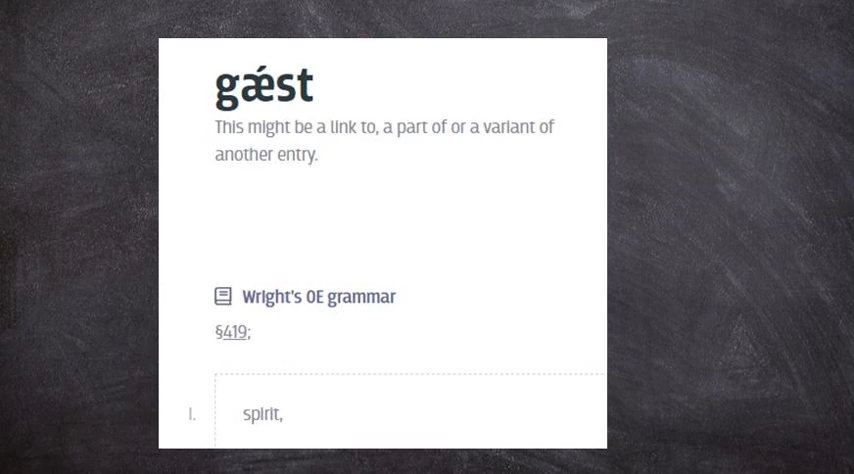 gǽst
This might be a link to, a part of or a variant of
another entry.
Wright's OE grammar
§419;
I.
spirit,